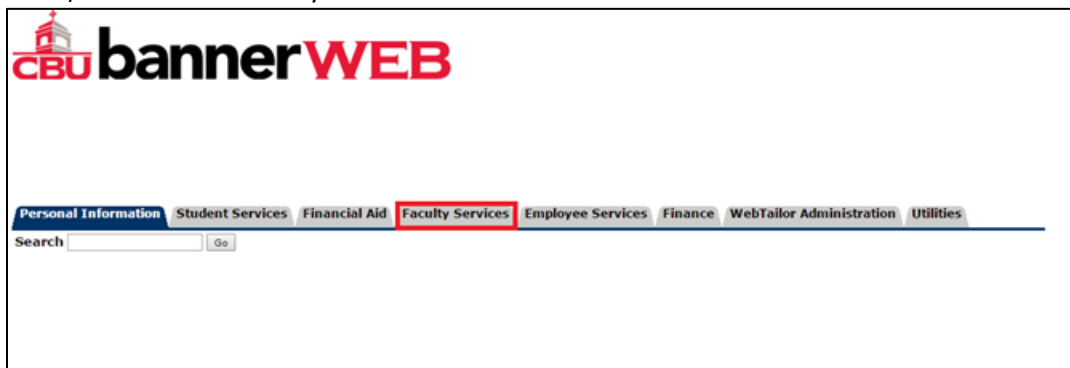 CBU bannerWEB
Personal Information Student Services Financial Aid Faculty Services Employee Services Finance WebTailor Administration Utilities
Search Go